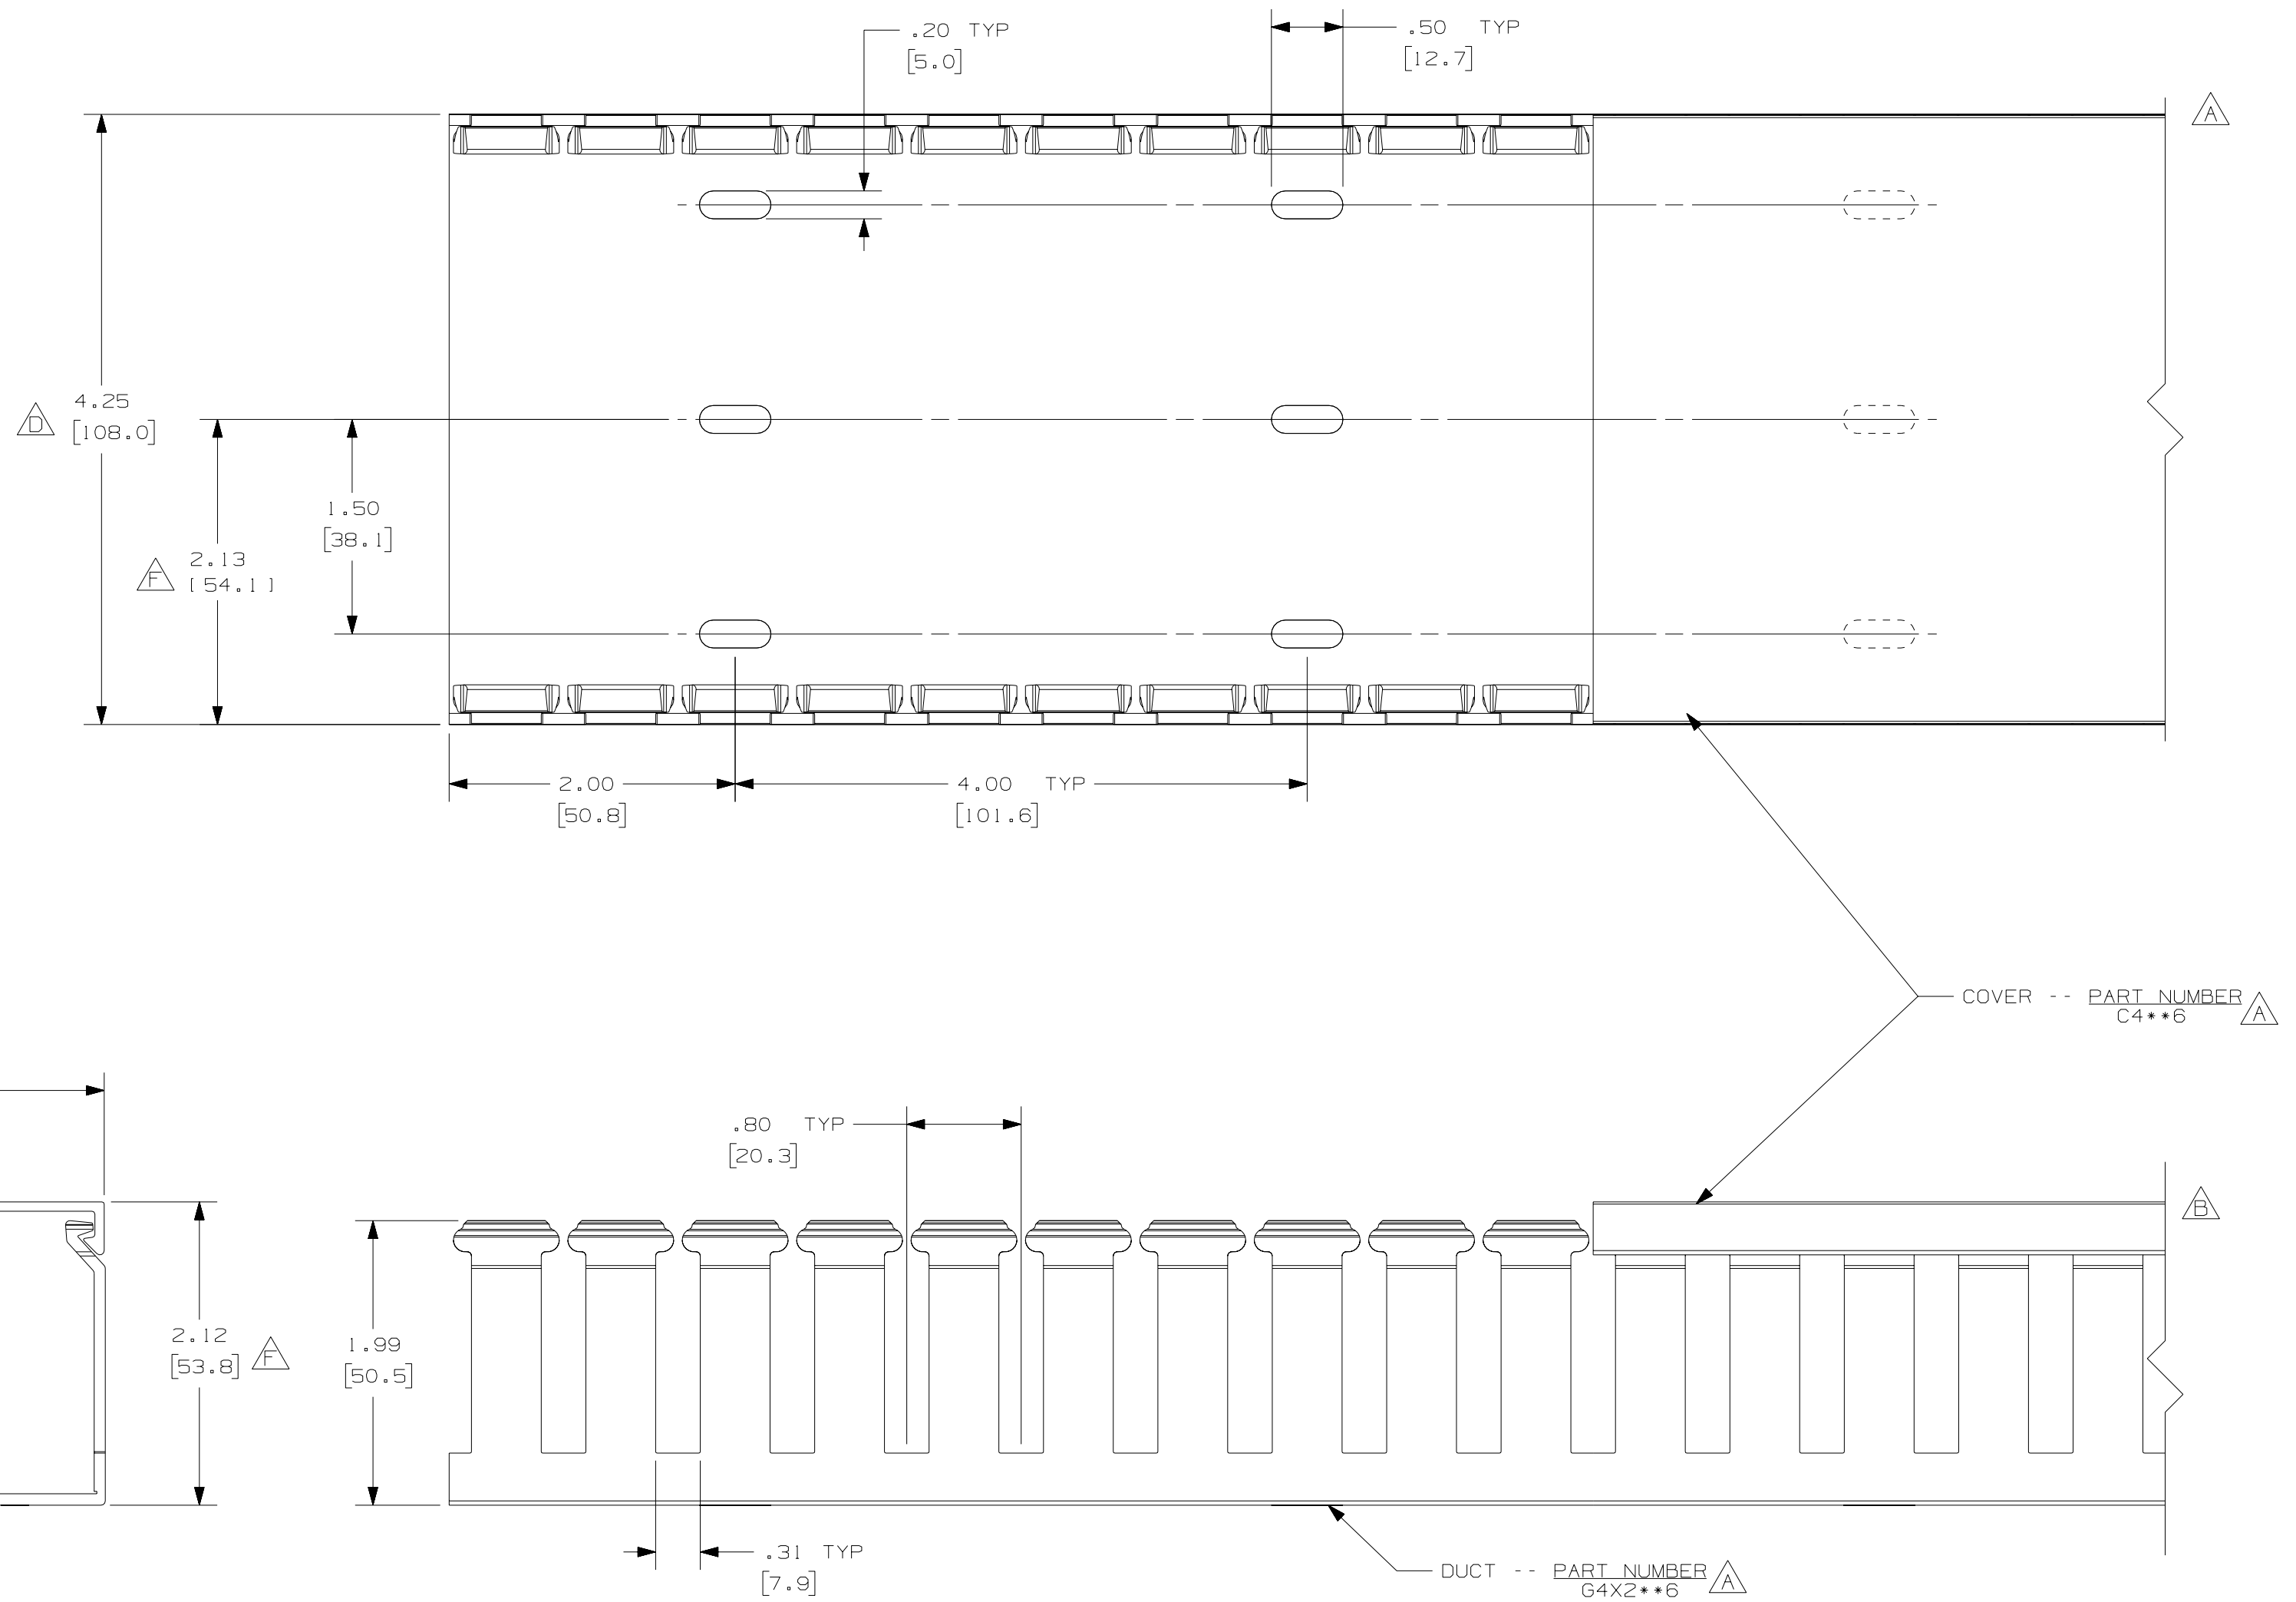 .20 TYP
[5.0]
.50 TYP
[12.7]
A
D
4.25
[108.0]
1.50
[38.1]
F
2.13
[54.1]
2.00
[50.8]
4.00 TYP
[101.6]
COVER -- PART NUMBER
C4**6
A
.80 TYP
[20.3]
B
2.12
[53.8]
F
1.99
[50.5]
.31 TYP
[7.9]
DUCT -- PART NUMBER
G4X2**6
A